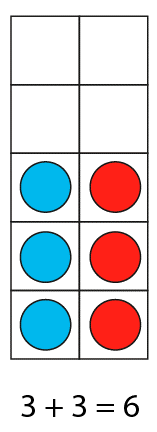 3 + 3 = 6